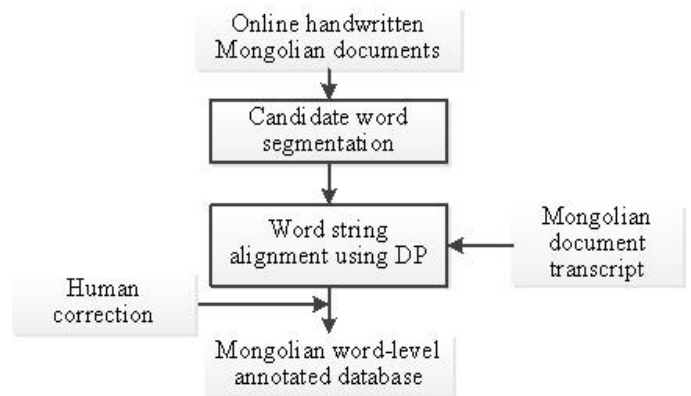 Online handwritten
Mongolian documents
Candidate word
segmentation
Word string
alignment using DP
Mongolian
document
transcript
Human
correction
Mongolian word-level
annotated database